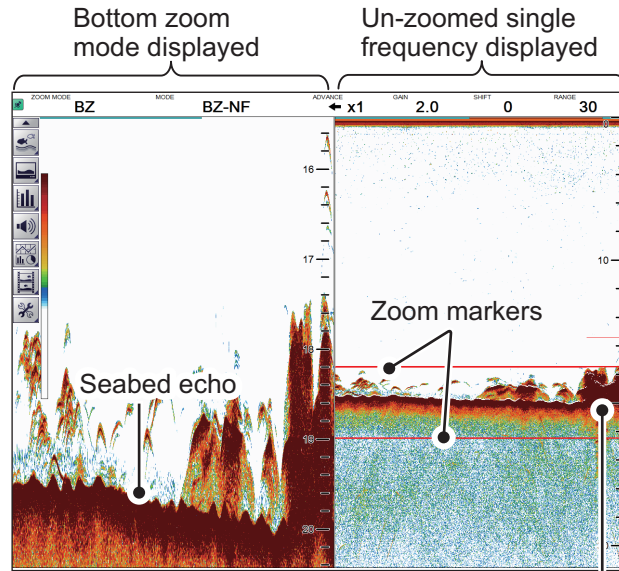 Bottom zoom
mode displayed
Un-zoomed single
frequency displayed
ZOOM MODE
BZ
MODE
BZ-NF
ADVANCE
x1
GAIN
2.0
SHIFT
0
RANGE
30
16
17
18
19
20
10
Zoom markers
Seabed echo